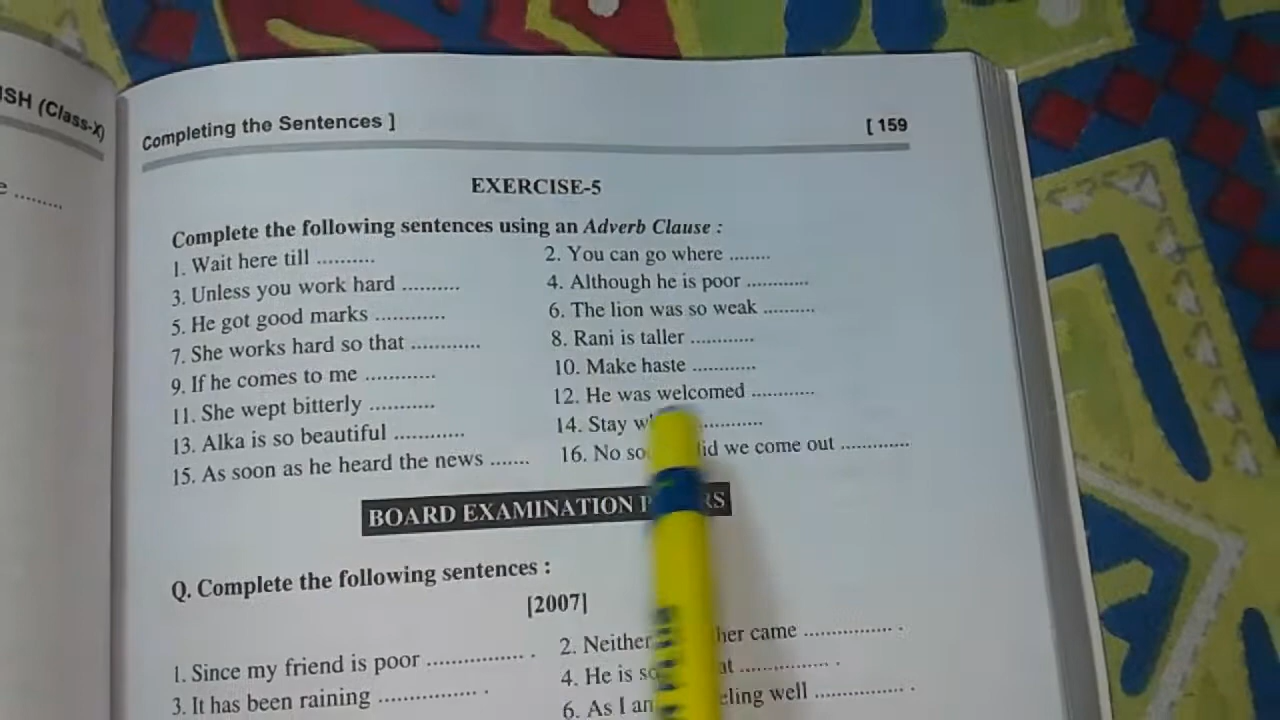 ISH (Class-X)
Completing the Sentences ] [ 159
EXERCISE-5
Complete the following sentences using an Adverb Clause :
1. Wait here till .......... 2. You can go where ........
3. Unless you work hard .......... 4. Although he is poor ............
5. He got good marks ............ 6. The lion was so weak ..........
7. She works hard so that ............ 8. Rani is taller ............
9. If he comes to me ............ 10. Make haste ............
11. She wept bitterly ............ 12. He was welcomed ............
13. Alka is so beautiful ............ 14. Stay ............
15. As soon as he heard the news ....... 16. No did we come out ............
BOARD EXAMINATION
Q. Complete the following sentences :
[2007]
1. Since my friend is poor ................ . 2. Neither came ................ .
3. It has been raining ................ . 4. He is ................ .
6. As I well ................ .